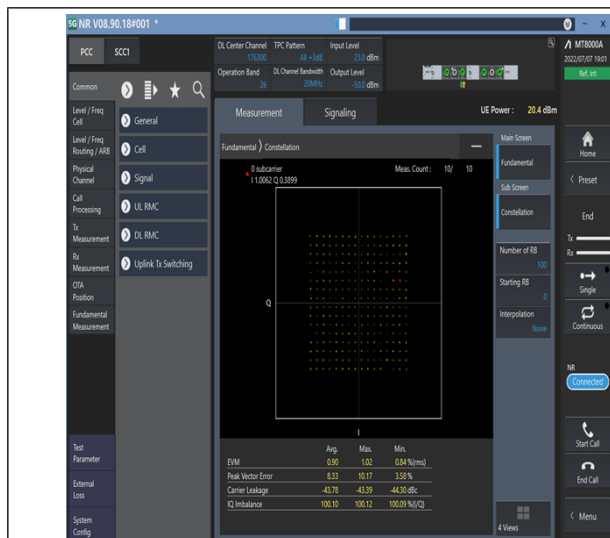 5G NR V08.90.18#001 *
PCC SCC1
DL Center Channel TPC Pattern Input Level
176300 All +3dB 23.0 dBm
Operation Band DL Channel Bandwidth Output Level
26 20MHz -50.0 dBm
MT8000A
2022/07/07 19:01
Ref. Int
Common
Level / Freq
Cell
Level / Freq
Routing / ARB
Physical
Channel
Call
Processing
Tx
Measurement
Rx
Measurement
OTA
Position
Fundamental
Measurement
Test
Parameter
External
Loss
System
Config
General
Cell
Signal
UL RMC
DL RMC
Uplink Tx Switching
Measurement Signaling
UE Power : 20.4 dBm
Fundamental Constellation
0 subcarrier Meas. Count : 10/ 10
I 1.0062 Q 0.3899
Q
I
Avg. Max. Min.
EVM 0.90 1.02 0.84 %(rms)
Peak Vector Error 8.33 10.17 3.58 %
Carrier Leakage -43.78 -43.39 -44.30 dBc
IQ Imbalance 100.10 100.12 100.09 %(I/Q)
Main Screen
Fundamental
Sub Screen
Constellation
Number of RB
100
Starting RB
0
Interpolation
None
4 Views
Home
Preset
End
Tx
Rx
Single
Continuous
NR
Connected
Start Call
End Call
Menu